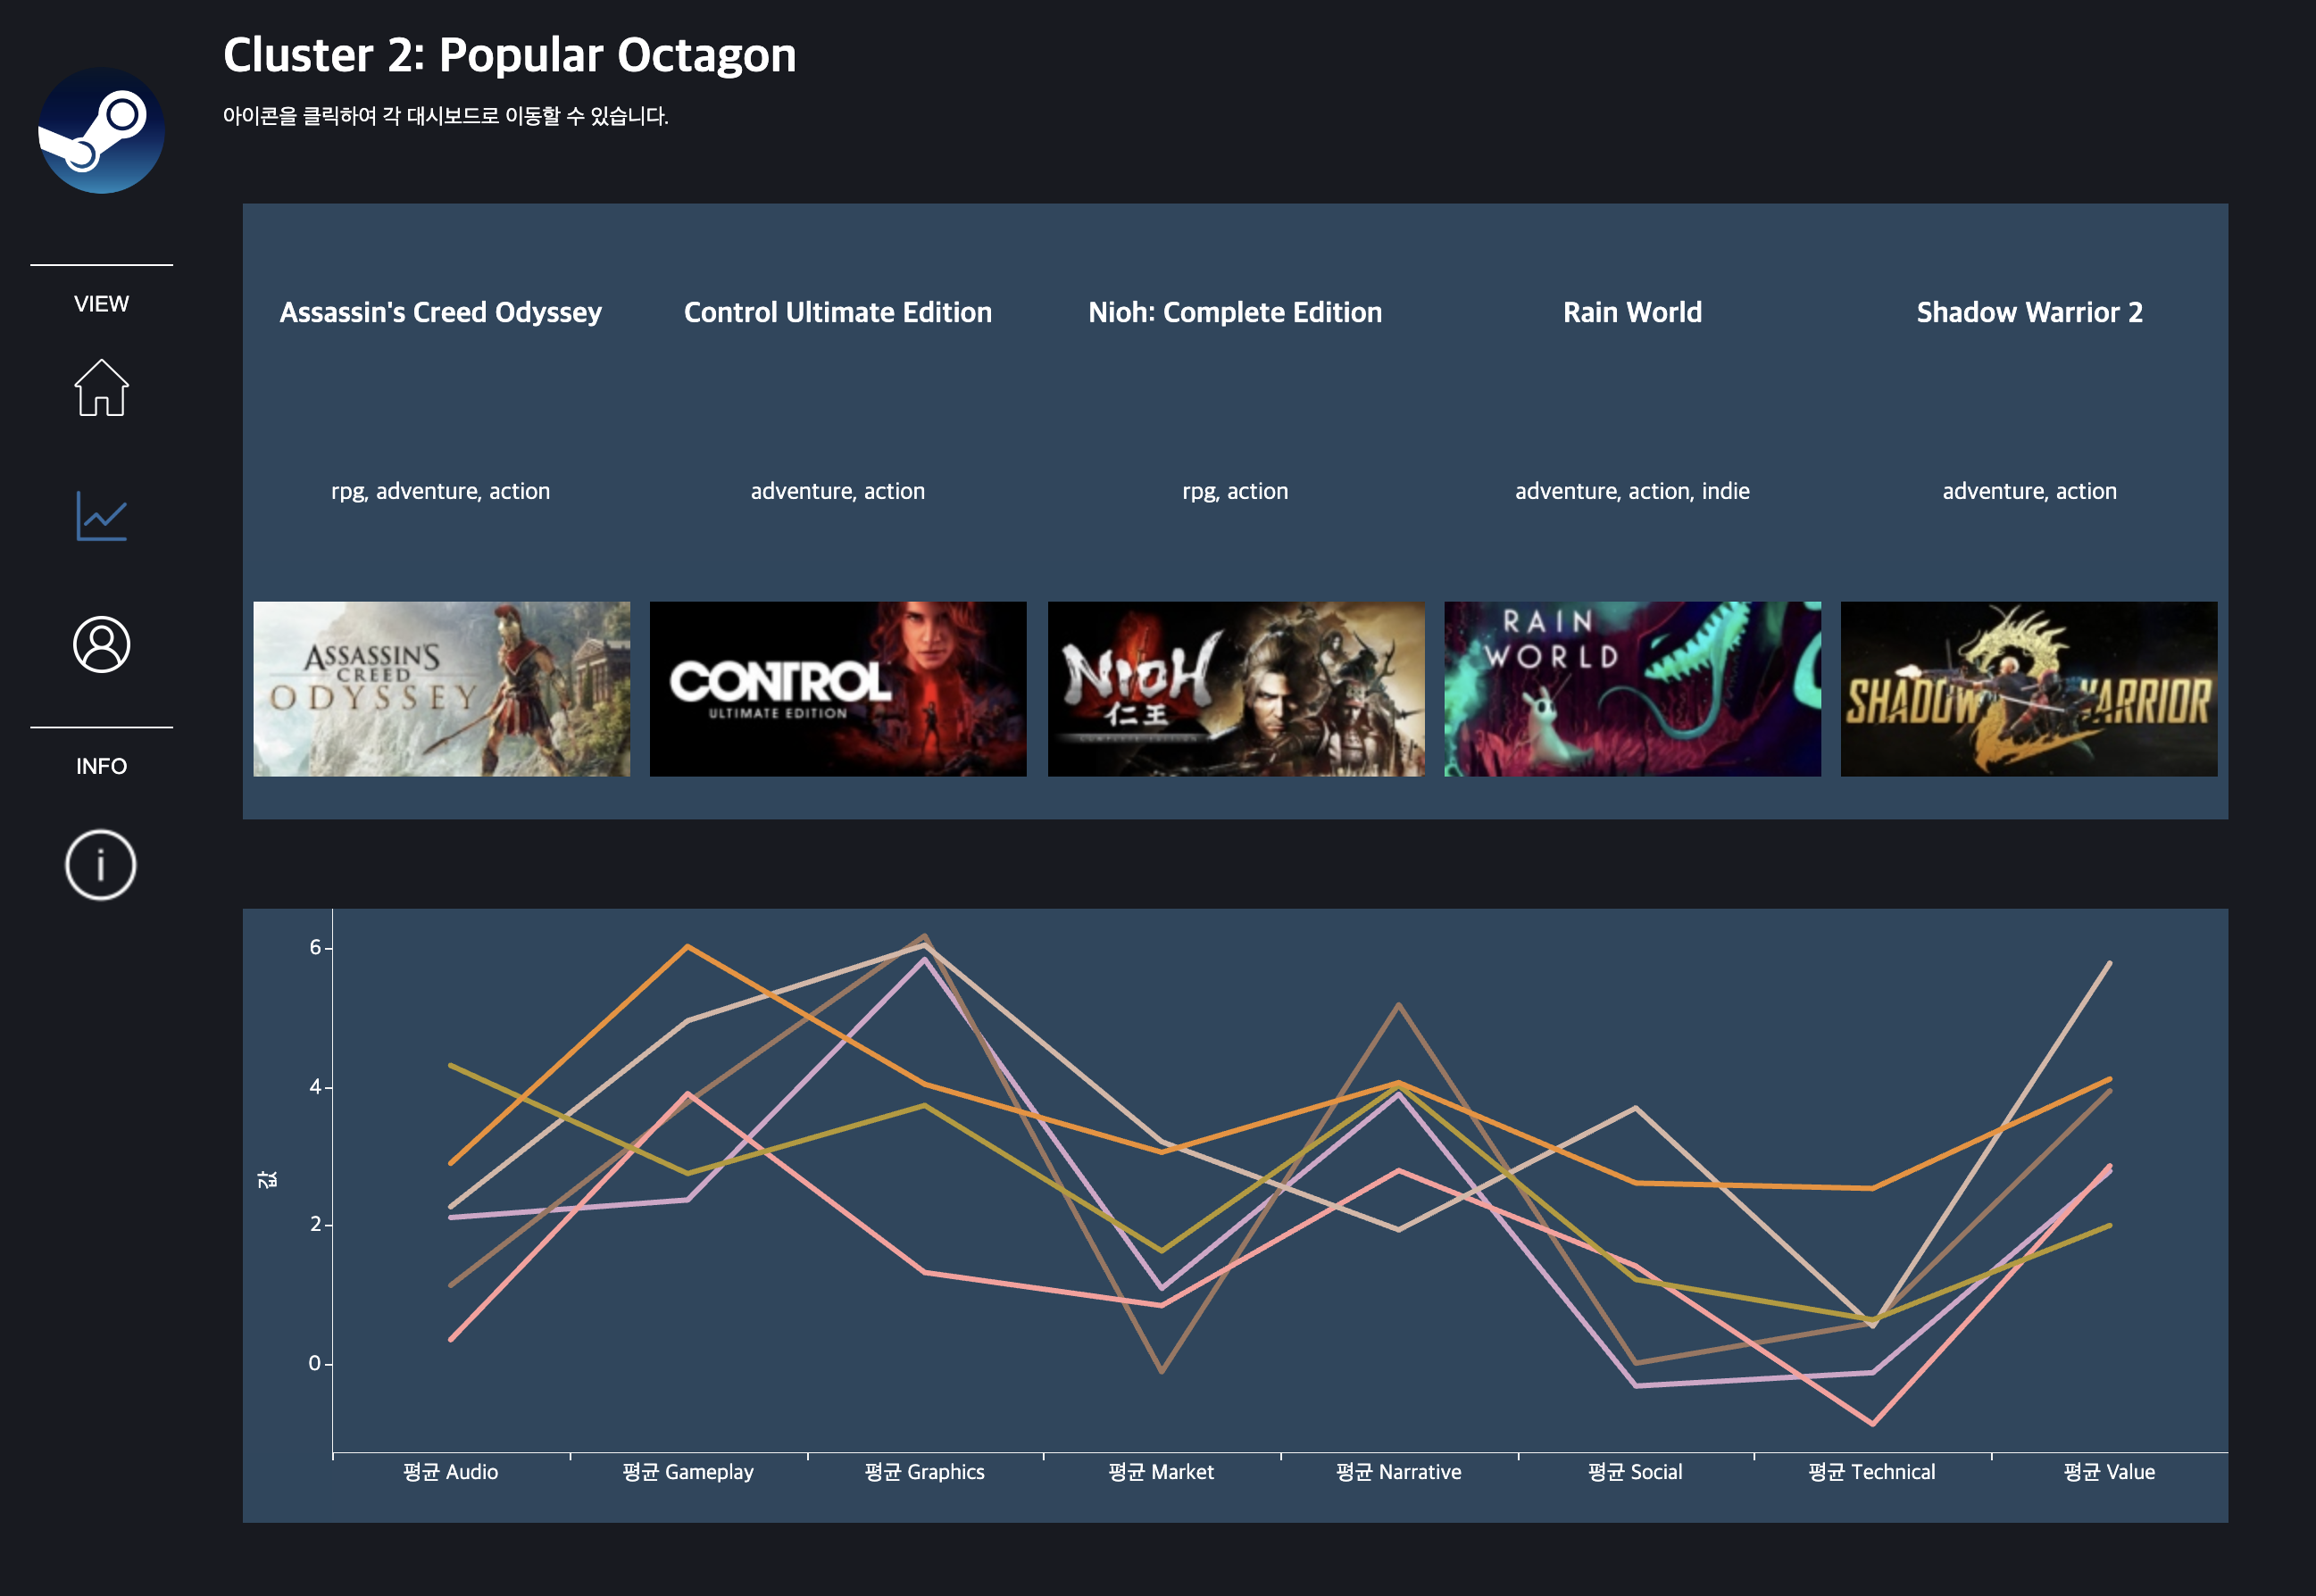 Cluster 2: Popular Octagon
아이콘을 클릭하여 각 대시보드로 이동할 수 있습니다.
VIEW
INFO
i
Assassin's Creed Odyssey
Control Ultimate Edition
Nioh: Complete Edition
Rain World
Shadow Warrior 2
rpg, adventure, action
adventure, action
rpg, action
adventure, action, indie
adventure, action
ASSASSIN'S
CREED
ODYSSEY
CONTROL
ULTIMATE EDITION
NIOH
仁王
COMPLETE EDITION
RAIN
WORLD
SHADOW WARRIOR
2
6
4
2
0
값
평균 Audio
평균 Gameplay
평균 Graphics
평균 Market
평균 Narrative
평균 Social
평균 Technical
평균 Value